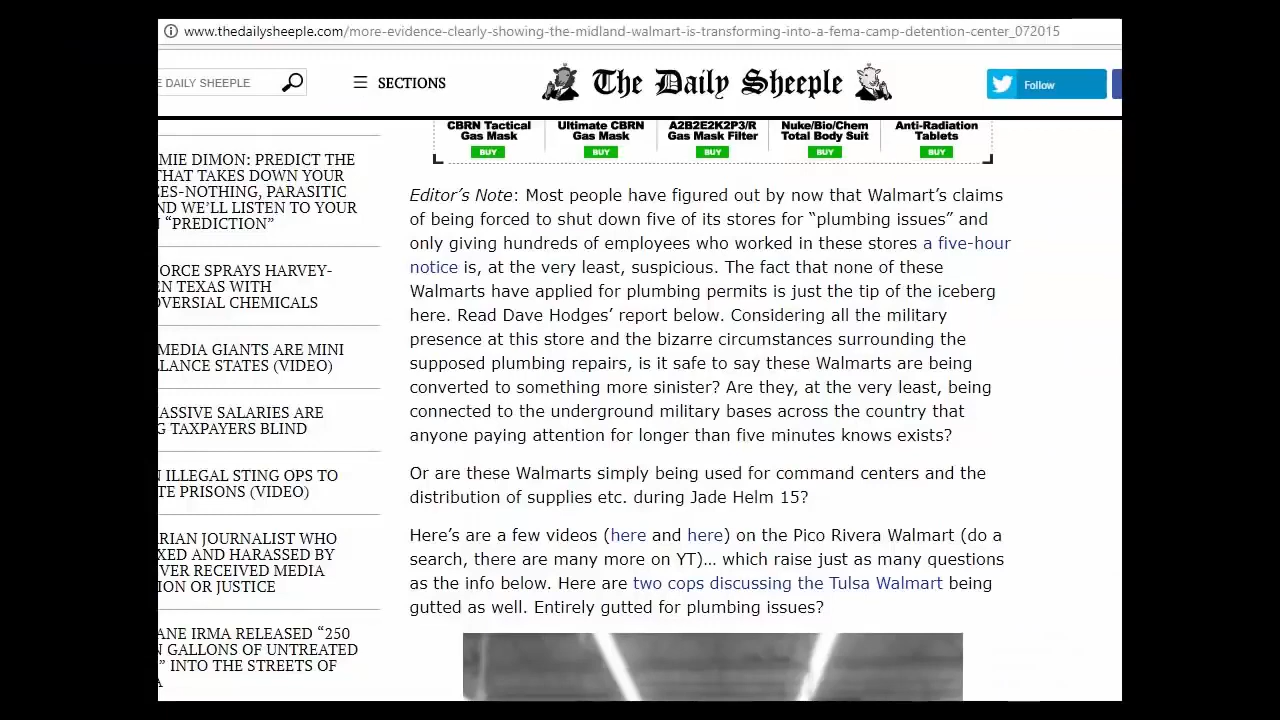 www.thedailysheeple.com/more-evidence-clearly-showing-the-midland-walmart-is-transforming-into-a-fema-camp-detention-center_072015
E DAILY SHEEPLE
SECTIONS
The Daily Sheeple
Follow
CBRN Tactical Gas Mask
BUY
Ultimate CBRN Gas Mask
BUY
A2B2E2K2P3/R Gas Mask Filter
BUY
Nuke/Bio/Chem Total Body Suit
BUY
Anti-Radiation Tablets
BUY
MIE DIMON: PREDICT THE
THAT TAKES DOWN YOUR
ES-NOTHING, PARASITIC
ND WE'LL LISTEN TO YOUR
“PREDICTION”
ORCE SPRAYS HARVEY-
EN TEXAS WITH
OVERSIAL CHEMICALS
MEDIA GIANTS ARE MINI
LLANCE STATES (VIDEO)
ASSIVE SALARIES ARE
G TAXPAYERS BLIND
N ILLEGAL STING OPS TO
TE PRISONS (VIDEO)
RIAN JOURNALIST WHO
XED AND HARASSED BY
VER RECEIVED MEDIA
ION OR JUSTICE
ANE IRMA RELEASED “250
N GALLONS OF UNTREATED
” INTO THE STREETS OF
Editor’s Note: Most people have figured out by now that Walmart’s claims
of being forced to shut down five of its stores for “plumbing issues” and
only giving hundreds of employees who worked in these stores a five-hour
notice is, at the very least, suspicious. The fact that none of these
Walmarts have applied for plumbing permits is just the tip of the iceberg
here. Read Dave Hodges’ report below. Considering all the military
presence at this store and the bizarre circumstances surrounding the
supposed plumbing repairs, is it safe to say these Walmarts are being
converted to something more sinister? Are they, at the very least, being
connected to the underground military bases across the country that
anyone paying attention for longer than five minutes knows exists?
Or are these Walmarts simply being used for command centers and the
distribution of supplies etc. during Jade Helm 15?
Here’s are a few videos (here and here) on the Pico Rivera Walmart (do a
search, there are many more on YT)… which raise just as many questions
as the info below. Here are two cops discussing the Tulsa Walmart being
gutted as well. Entirely gutted for plumbing issues?